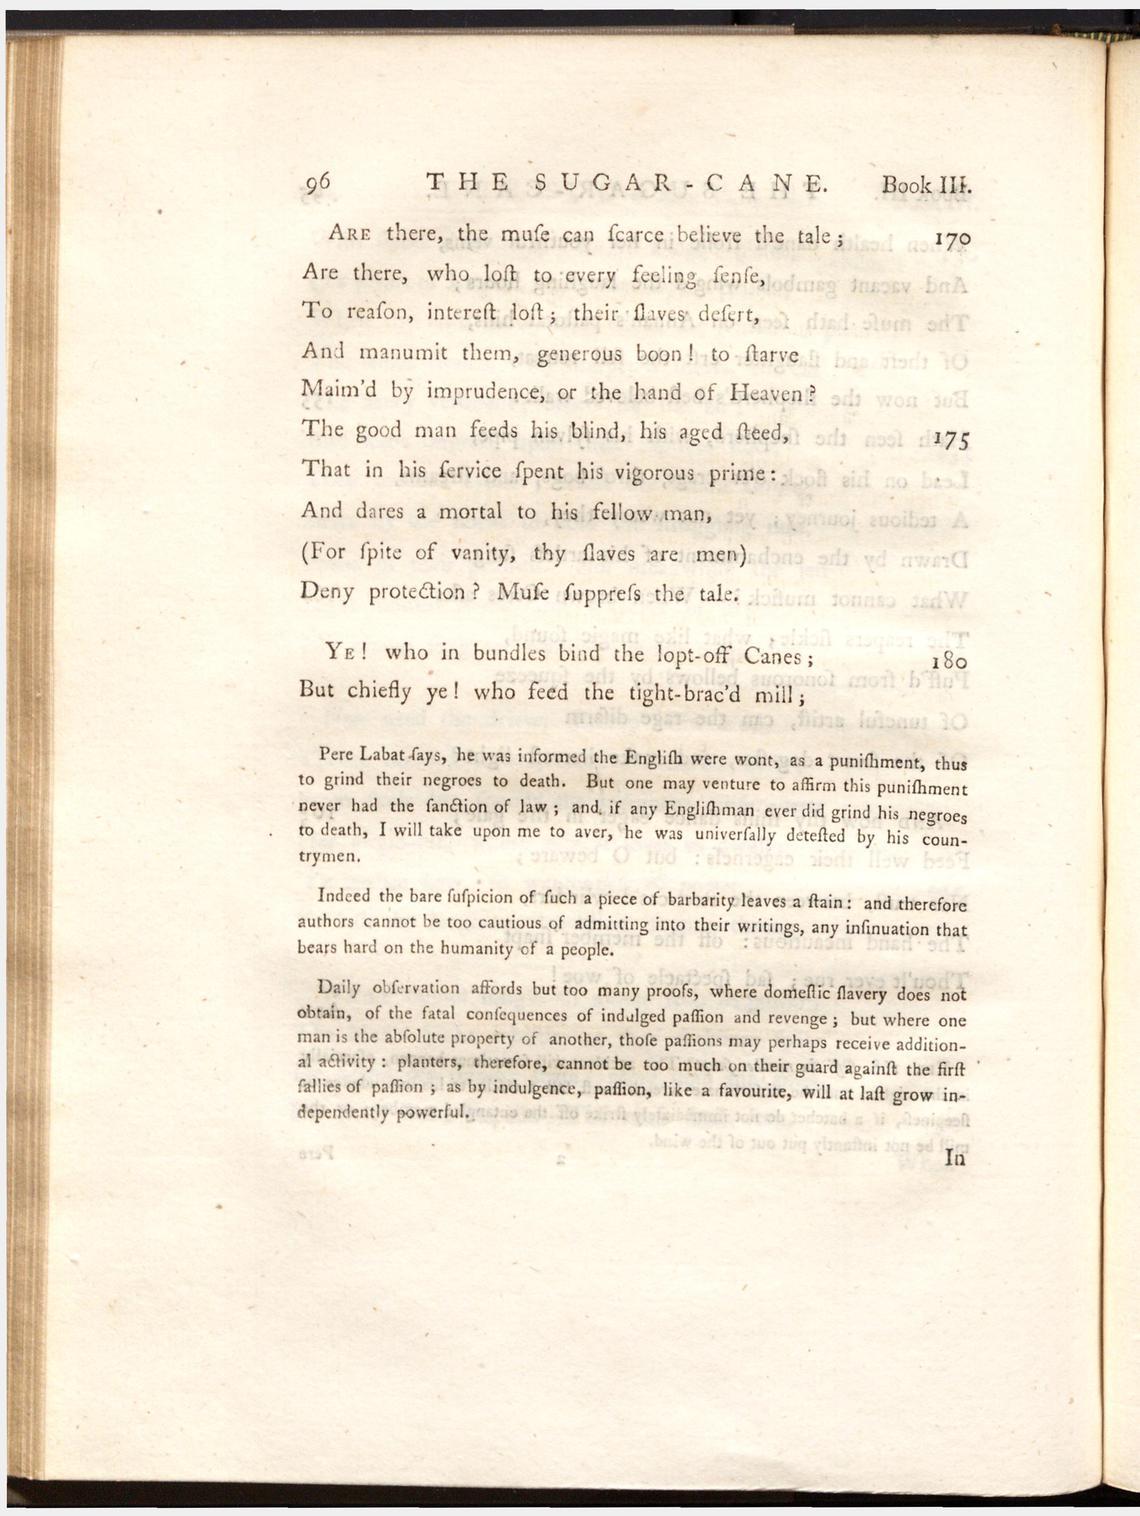 96 THE SUGAR-CANE. Book III.
ARE there, the muſe can ſcarce believe the tale; 170
Are there, who loſt to every feeling ſenſe,
To reaſon, intereſt loſt; their ſlaves deſert,
And manumit them, generous boon! to ſtarve
Maim'd by imprudence, or the hand of Heaven?
The good man feeds his blind, his aged ſteed, 175
That in his ſervice ſpent his vigorous prime:
And dares a mortal to his fellow man,
(For ſpite of vanity, thy ſlaves are men)
Deny protection? Muſe ſuppreſs the tale.
YE! who in bundles bind the lopt-off Canes; 180
But chiefly ye! who feed the tight-brac'd mill;
Pere Labat ſays, he was informed the Engliſh were wont, as a puniſhment, thus
to grind their negroes to death. But one may venture to affirm this puniſhment
never had the ſanction of law; and if any Engliſhman ever did grind his negroes
to death, I will take upon me to aver, he was univerſally deteſted by his coun-
trymen.
Indeed the bare ſuſpicion of ſuch a piece of barbarity leaves a ſtain: and therefore
authors cannot be too cautious of admitting into their writings, any inſinuation that
bears hard on the humanity of a people.
Daily obſervation affords but too many proofs, where domeſtic ſlavery does not
obtain, of the fatal conſequences of indulged paſſion and revenge; but where one
man is the abſolute property of another, thoſe paſſions may perhaps receive addition-
al activity: planters, therefore, cannot be too much on their guard againſt the firſt
ſallies of paſſion; as by indulgence, paſſion, like a favourite, will at laſt grow in-
dependently powerful.
In